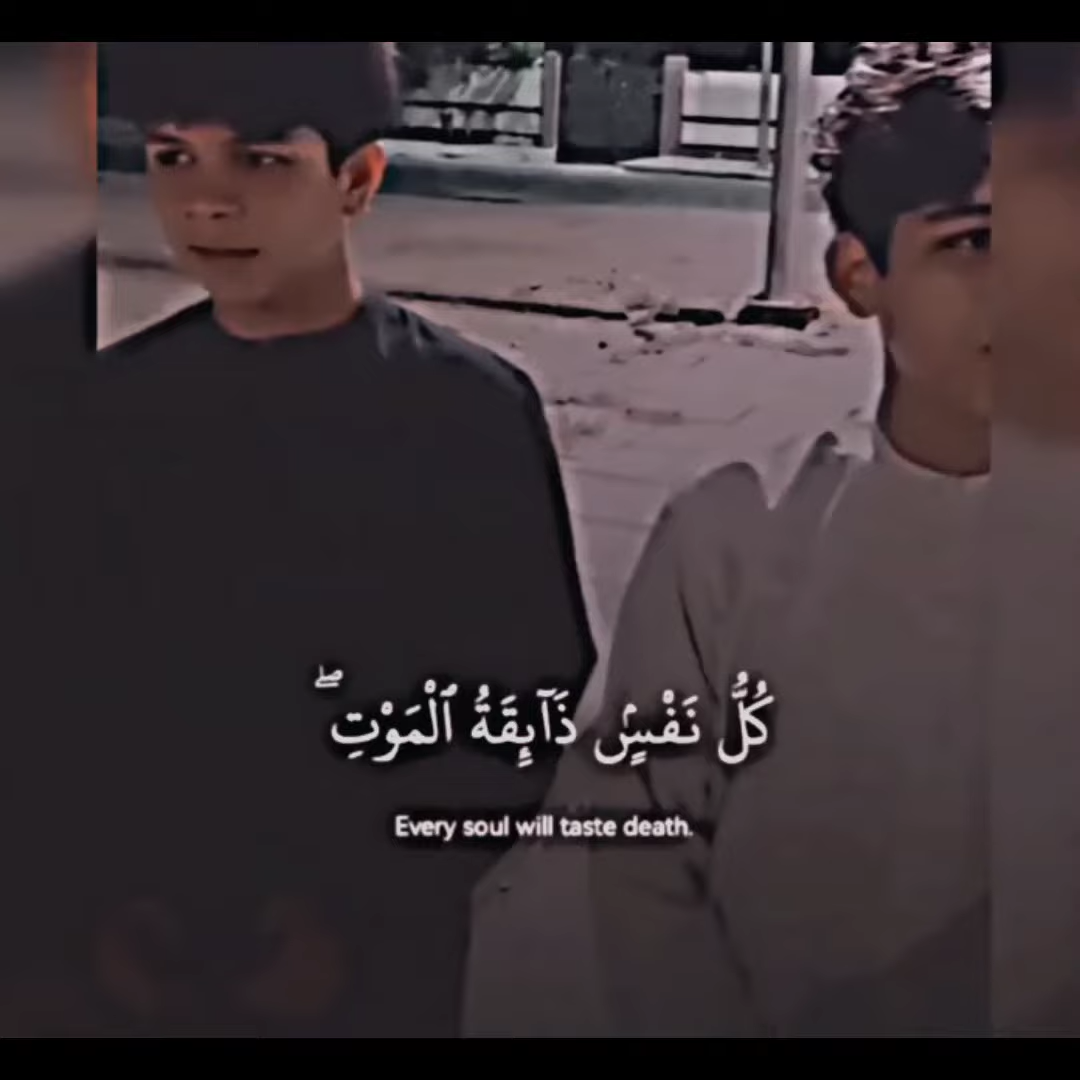 كُلُّ نَفْسٍۢ ذَآئِقَةُ ٱلْمَوْتِ ۖ
Every soul will taste death.